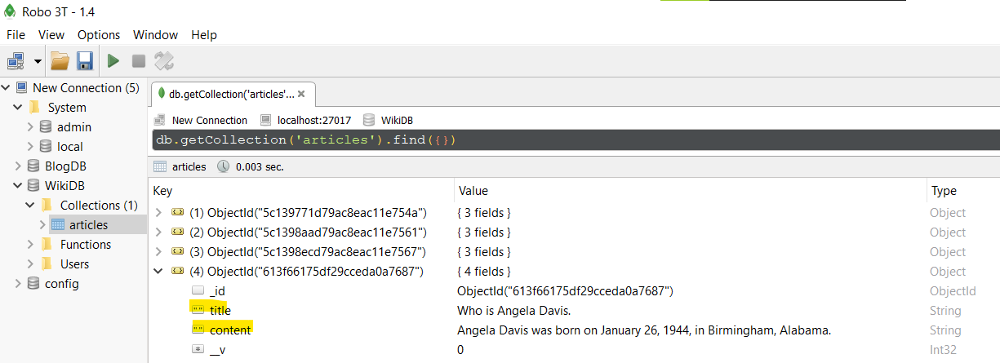 Robo 3T - 1.4
File View Options Window Help
New Connection (5)
System
admin
local
BlogDB
WikiDB
Collections (1)
articles
Functions
Users
config
db.getCollection('articles'...
New Connection localhost:27017 WikiDB
db.getCollection('articles').find({})
articles 0.003 sec.
Key Value Type
(1) ObjectId("5c139771d79ac8eac11e754a") { 3 fields } Object
(2) ObjectId("5c1398aad79ac8eac11e7561") { 3 fields } Object
(3) ObjectId("5c1398ecd79ac8eac11e7567") { 3 fields } Object
(4) ObjectId("613f66175df29cceda0a7687") { 4 fields } Object
_id ObjectId("613f66175df29cceda0a7687") ObjectId
"" title Who is Angela Davis. String
"" content Angela Davis was born on January 26, 1944, in Birmingham, Alabama. String
# __v 0 Int32